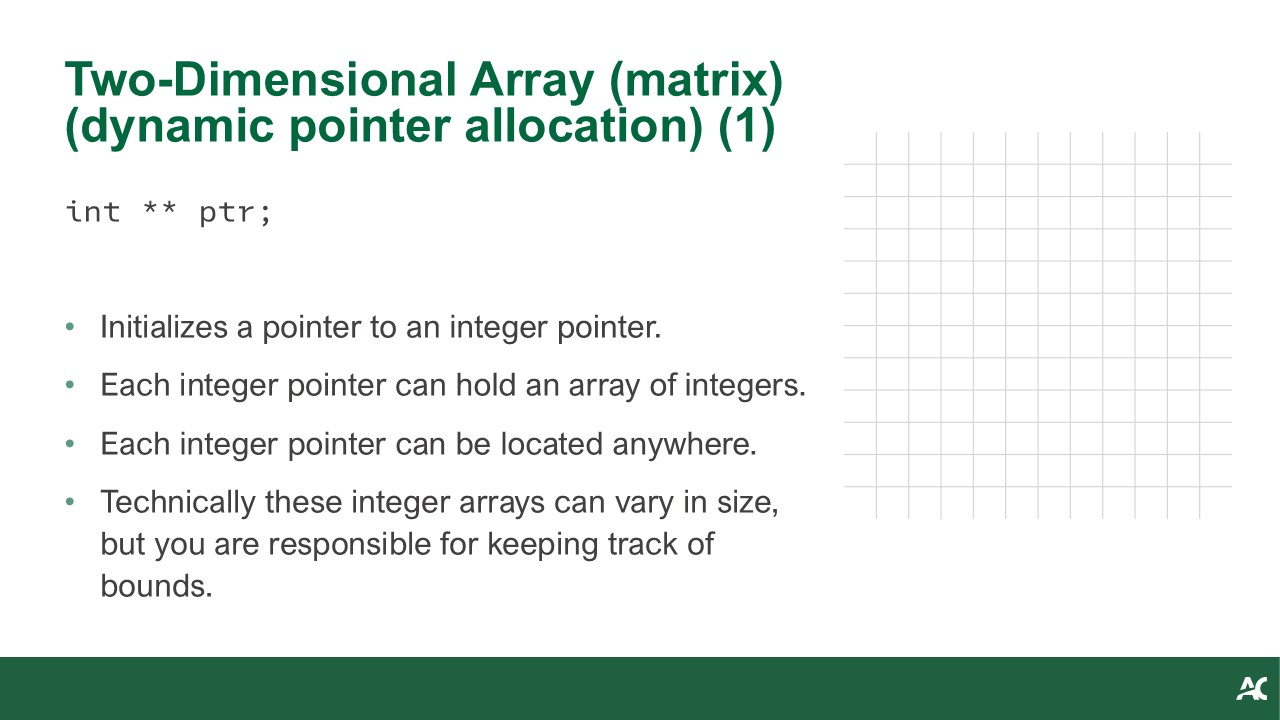 Two-Dimensional Array (matrix)
(dynamic pointer allocation) (1)
int ** ptr;
• Initializes a pointer to an integer pointer.
• Each integer pointer can hold an array of integers.
• Each integer pointer can be located anywhere.
• Technically these integer arrays can vary in size,
but you are responsible for keeping track of
bounds.
AC